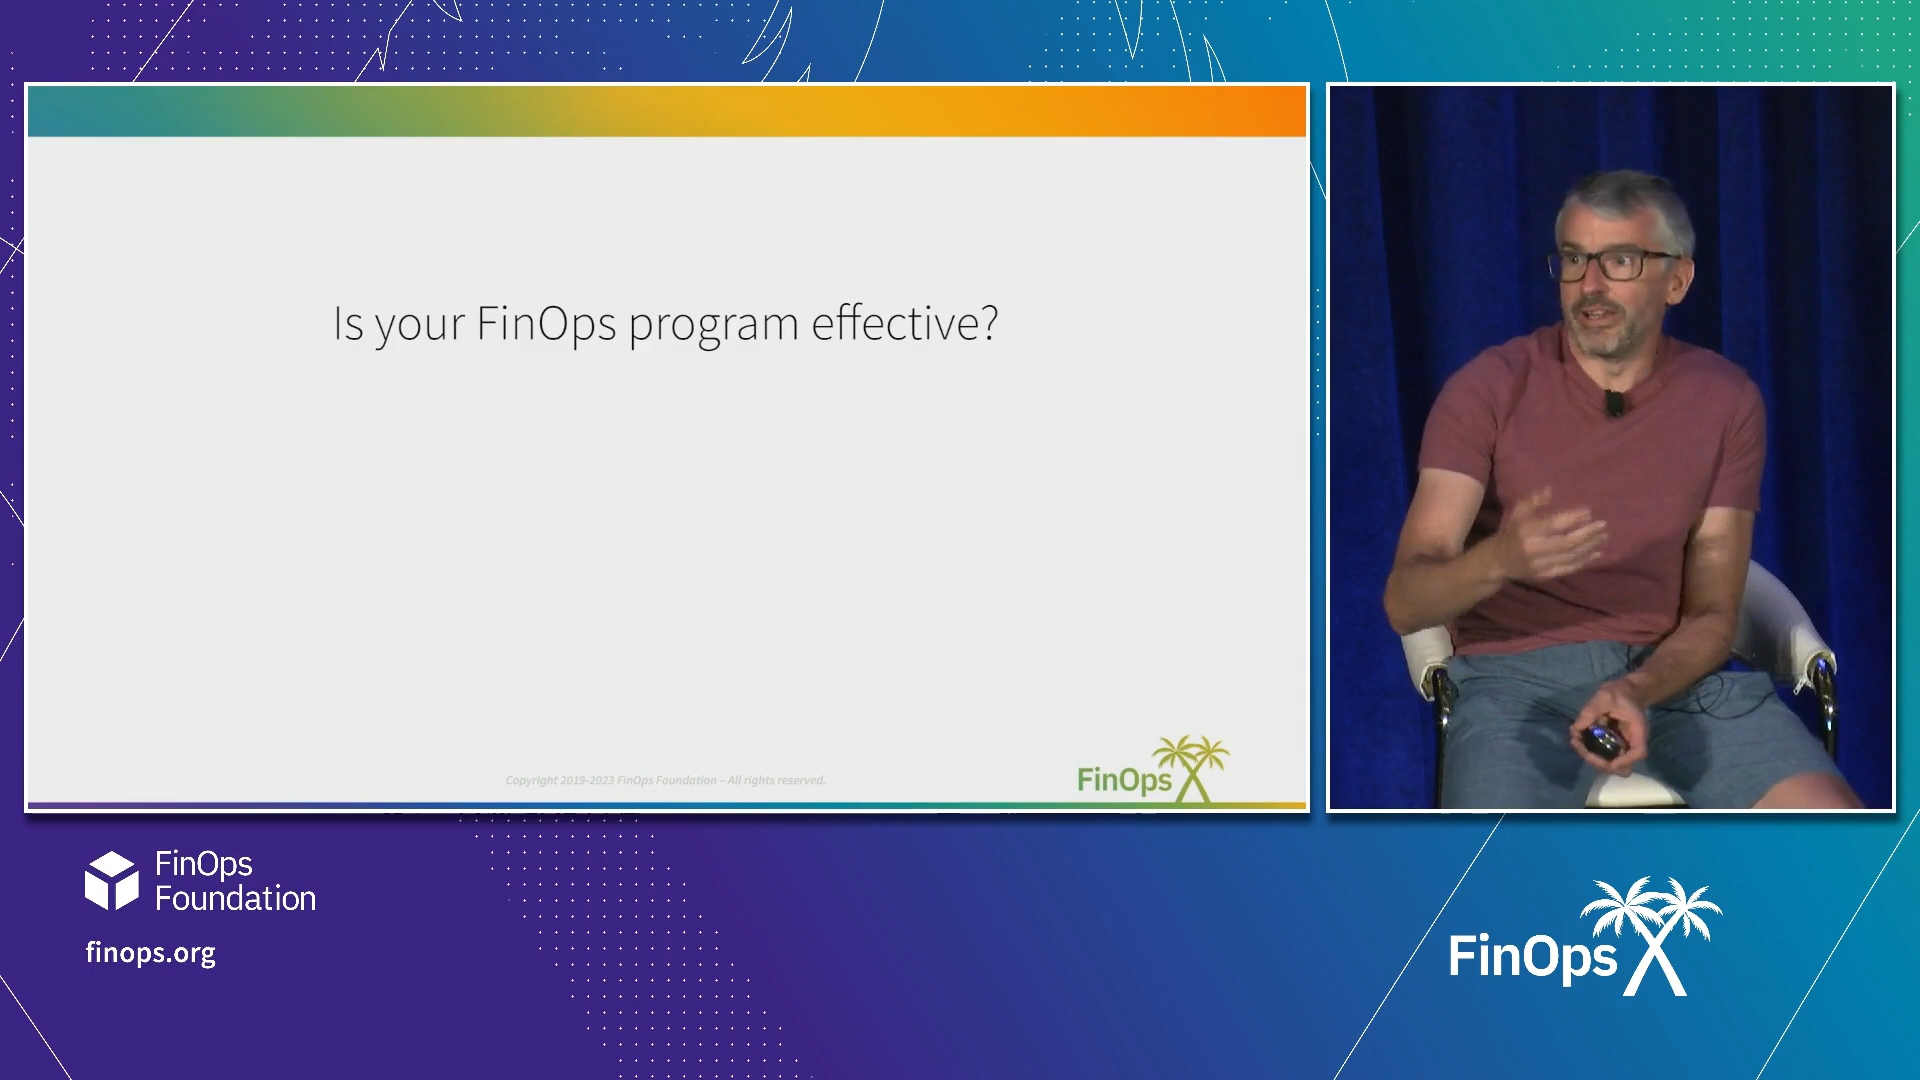 Is your FinOps program effective?
Copyright 2019-2023 FinOps Foundation – All rights reserved.
FinOps X
FinOps
Foundation
finops.org
FinOps X